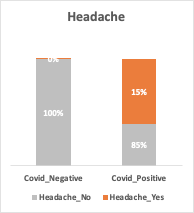 Headache
0%
15%
100%
85%
Covid_Negative Covid_Positive
Headache_No Headache_Yes